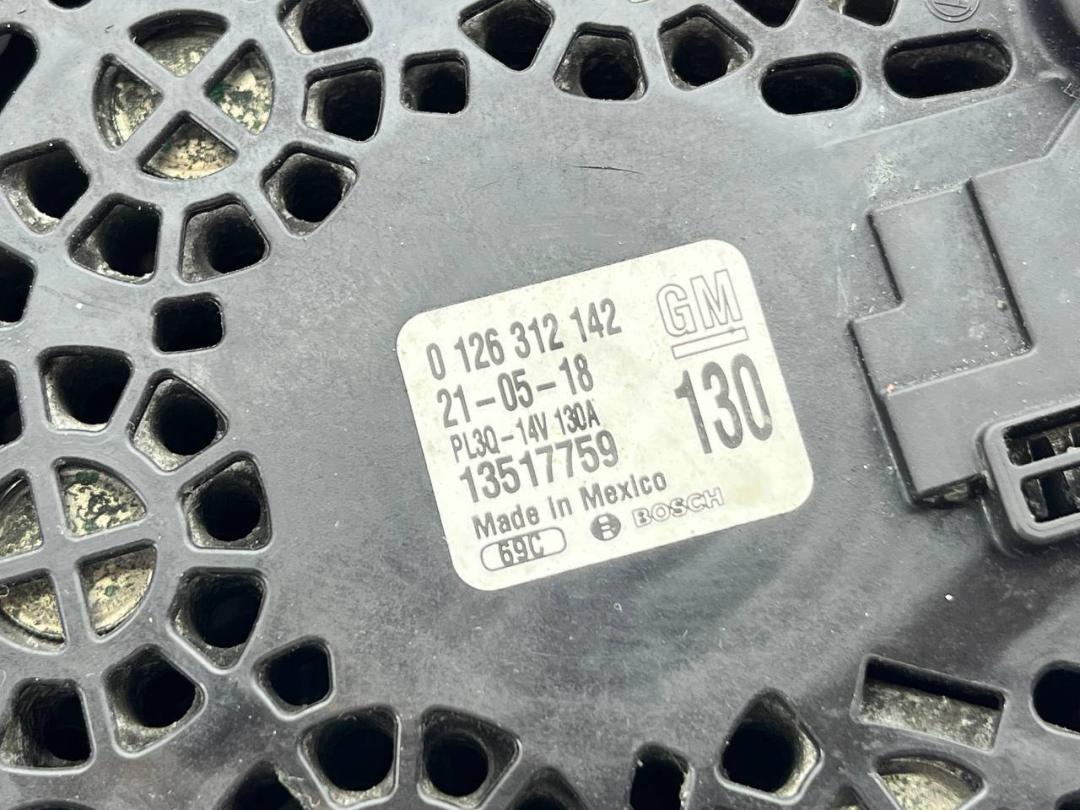 0 126 312 142
GM
21-05-18
PL3Q-14V 130A
130
13517759
Made In Mexico
69C BOSCH